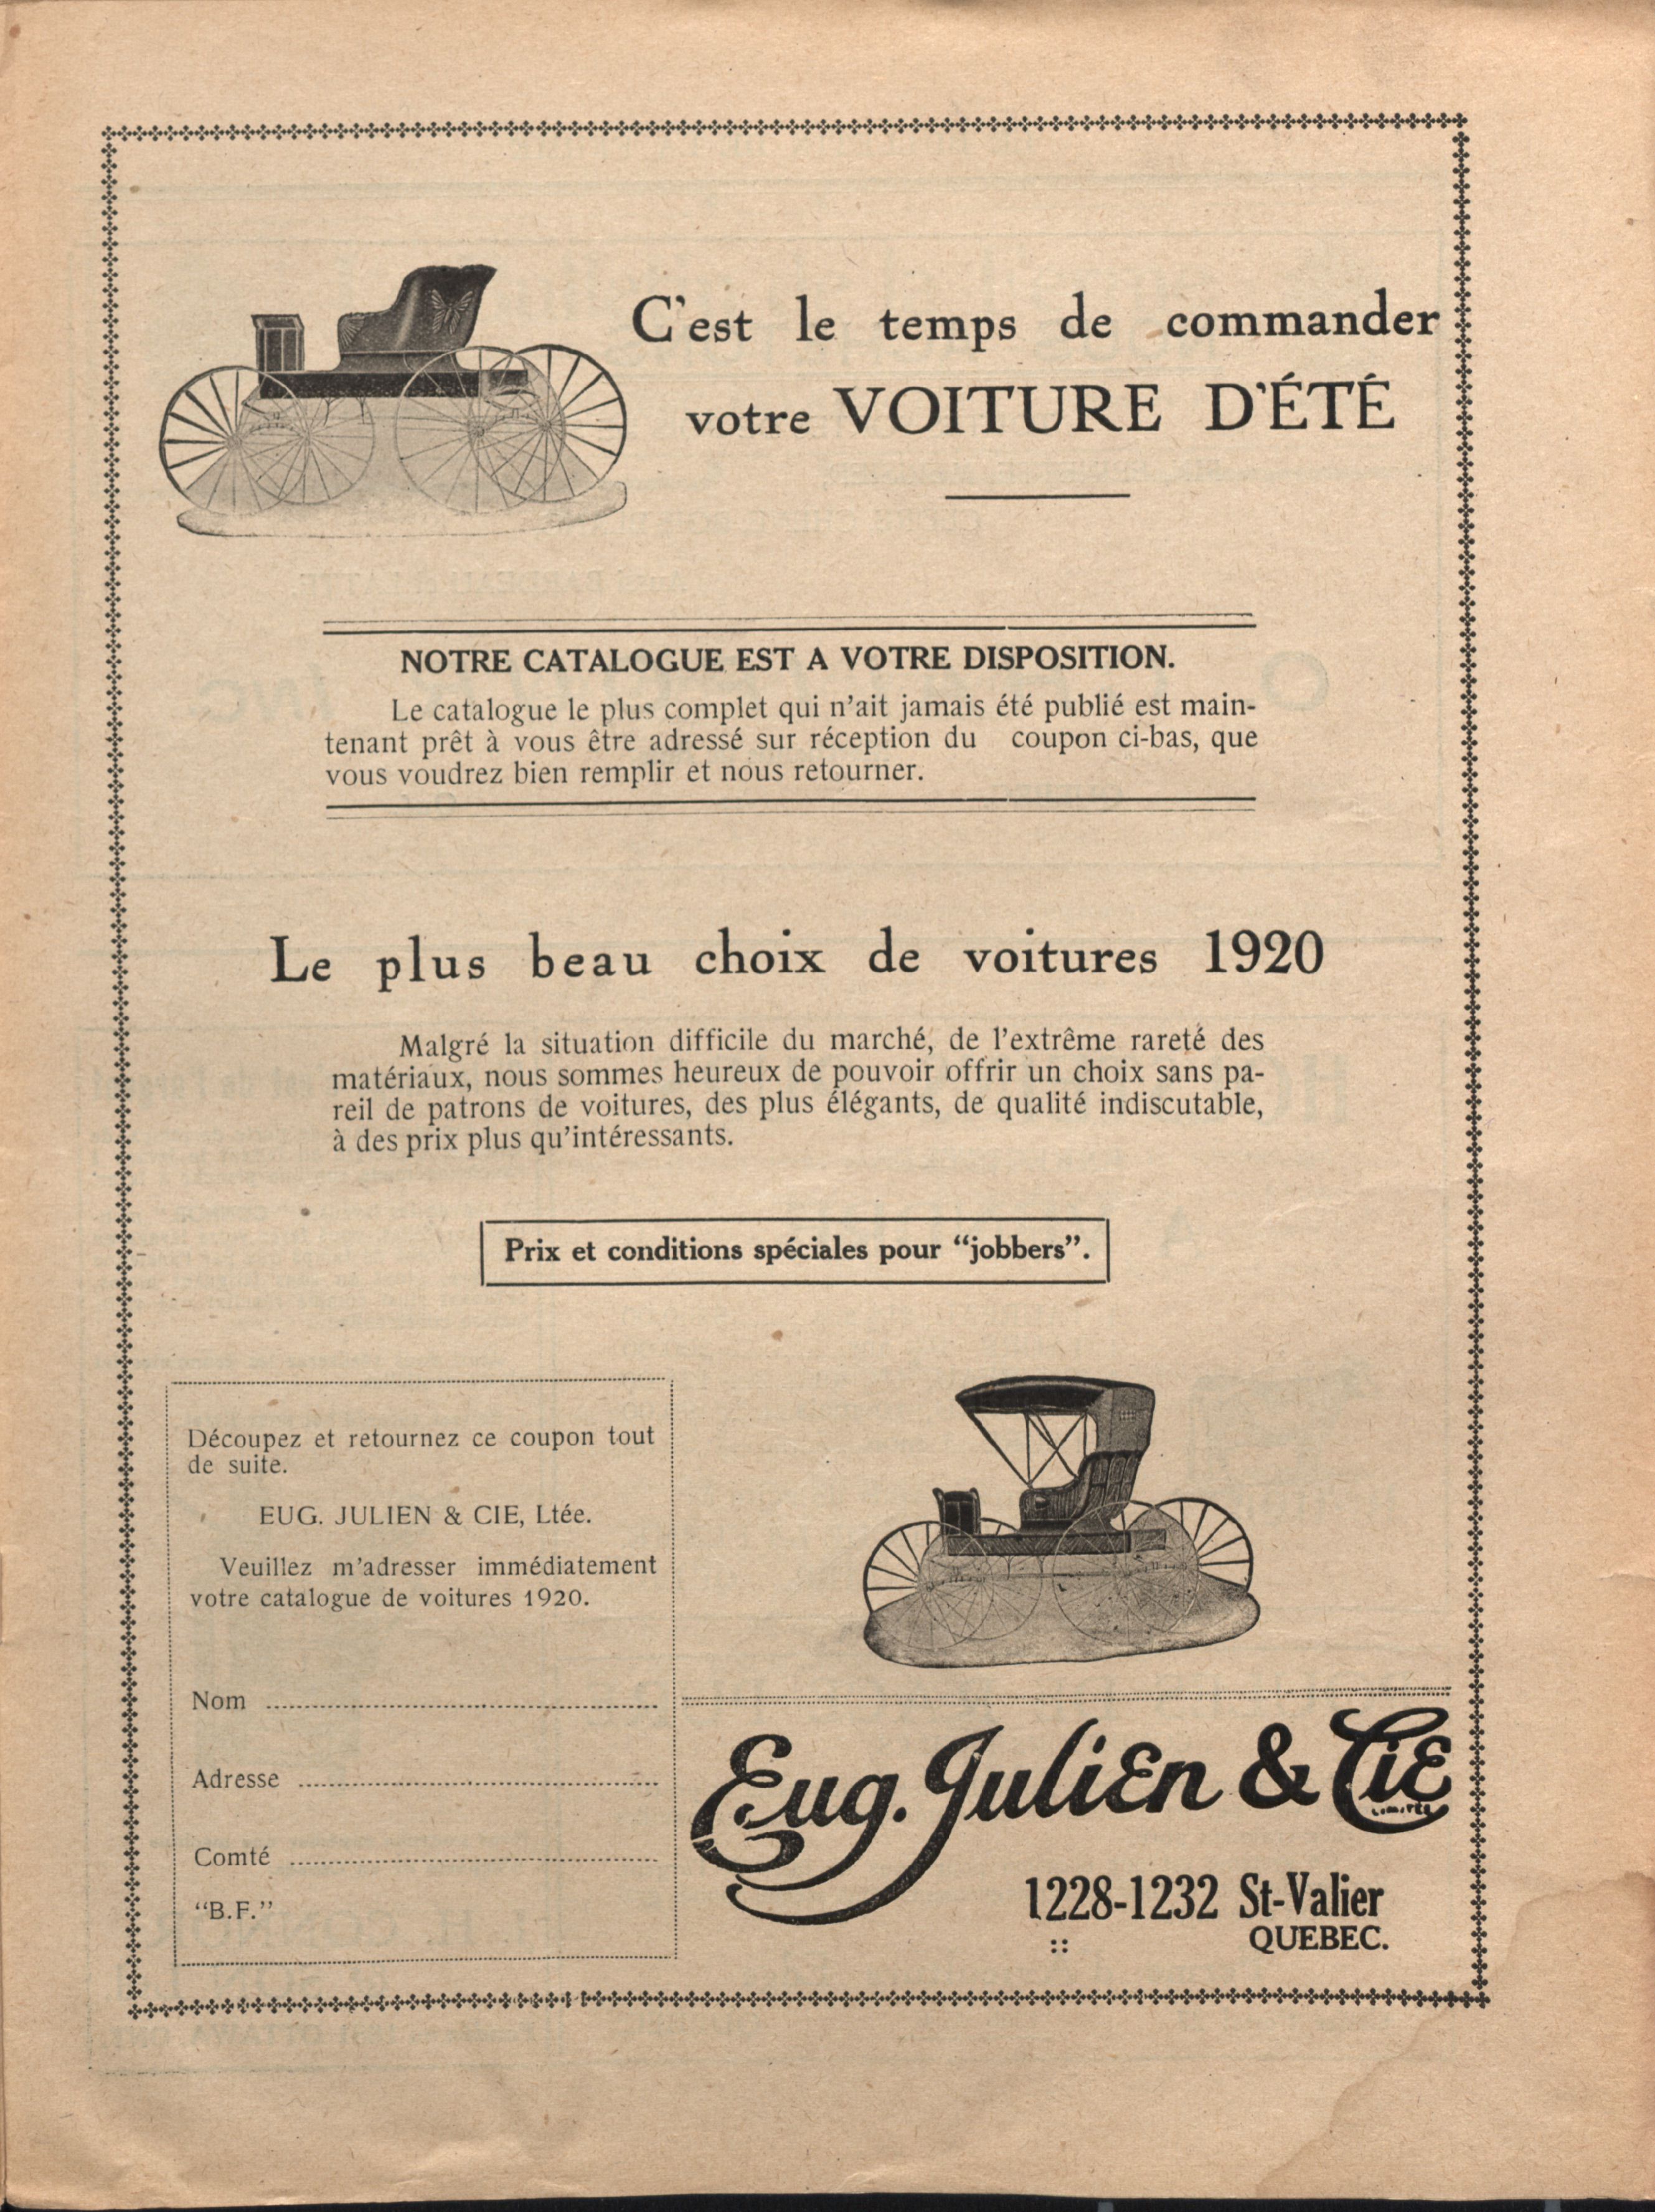 C'est le temps de commander
votre VOITURE D'ÉTÉ
NOTRE CATALOGUE EST A VOTRE DISPOSITION.
Le catalogue le plus complet qui n'ait jamais été publié est main-
tenant prêt à vous être adressé sur réception du coupon ci-bas, que
vous voudrez bien remplir et nous retourner.
Le plus beau choix de voitures 1920
Malgré la situation difficile du marché, de l'extrême rareté des
matériaux, nous sommes heureux de pouvoir offrir un choix sans pa-
reil de patrons de voitures, des plus élégants, de qualité indiscutable,
à des prix plus qu'intéressants.
Prix et conditions spéciales pour “jobbers”.
Découpez et retournez ce coupon tout
de suite.
EUG. JULIEN & CIE, Ltée.
Veuillez m'adresser immédiatement
votre catalogue de voitures 1920.
Nom
Adresse
Comté
“B.F.”
Eug. Julien & Cie
LIMITÉE
1228-1232 St-Valier
:: QUEBEC.